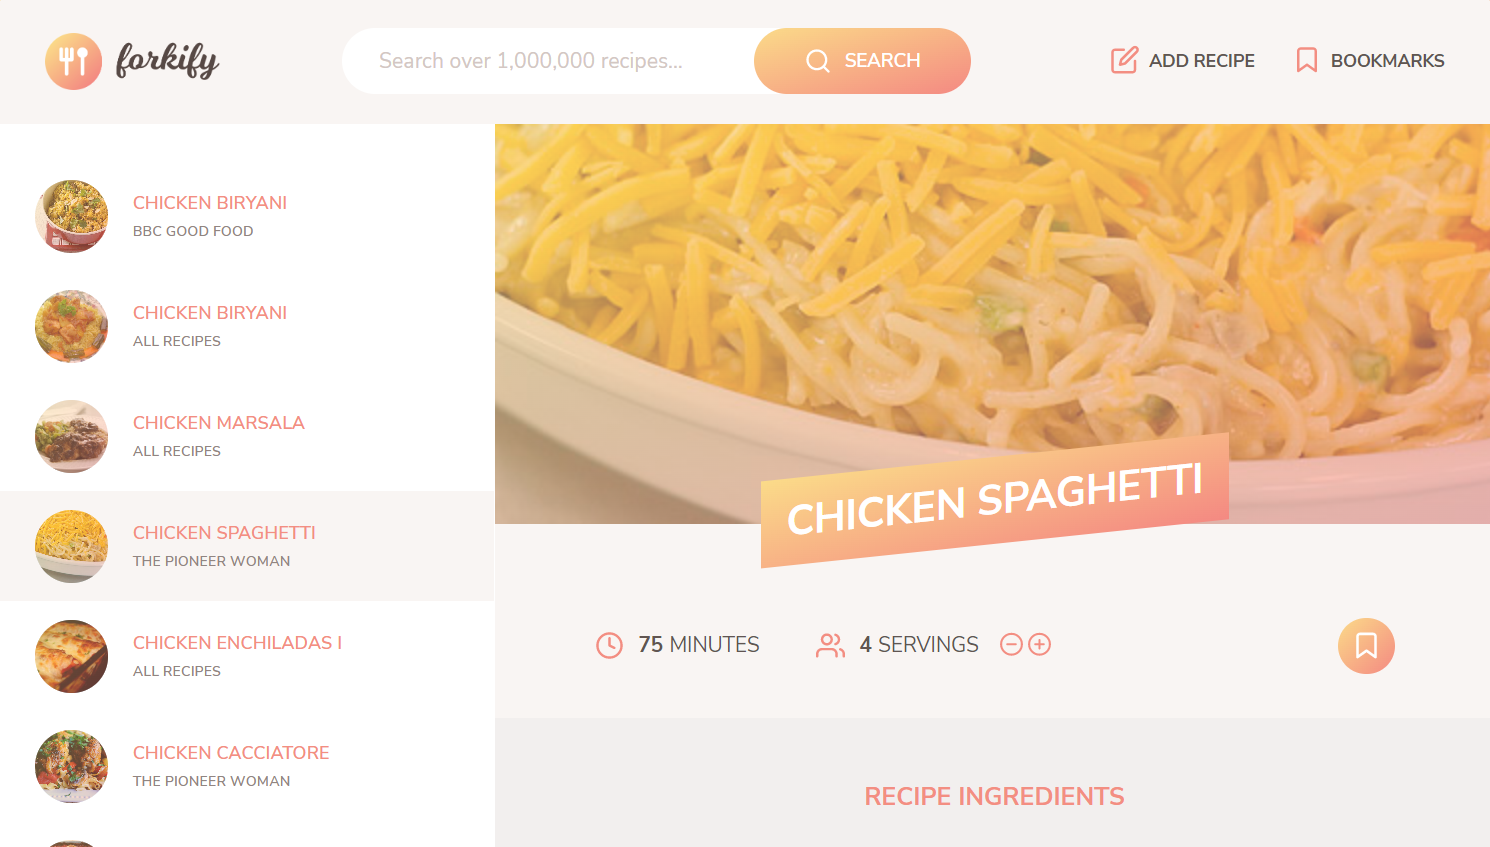 forkify
Search over 1,000,000 recipes...
SEARCH
ADD RECIPE
BOOKMARKS
CHICKEN BIRYANI
BBC GOOD FOOD
CHICKEN BIRYANI
ALL RECIPES
CHICKEN MARSALA
ALL RECIPES
CHICKEN SPAGHETTI
THE PIONEER WOMAN
CHICKEN ENCHILADAS I
ALL RECIPES
CHICKEN CACCIATORE
THE PIONEER WOMAN
CHICKEN SPAGHETTI
75 MINUTES
4 SERVINGS
RECIPE INGREDIENTS